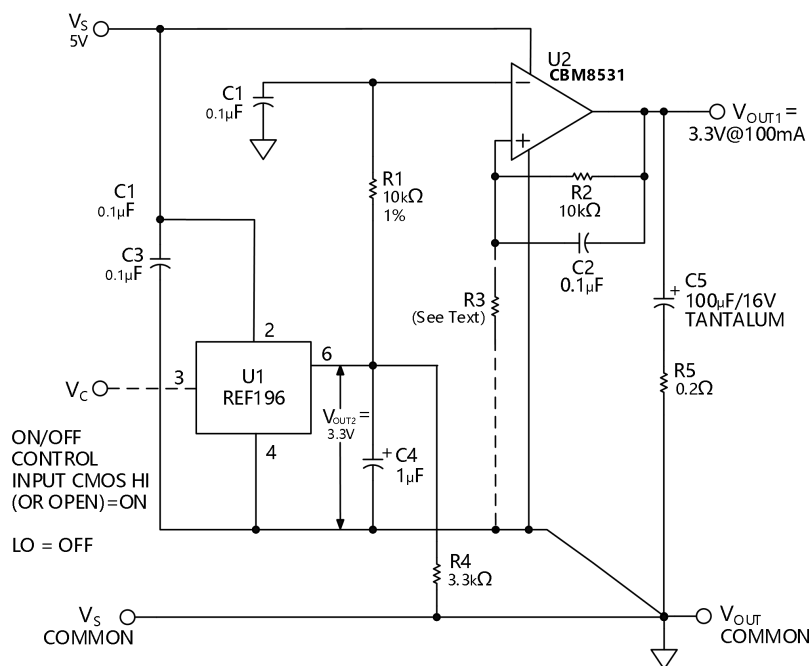 VS
5V
U2
CBM8531
C1
0.1μF
−
+
VOUT1 =
3.3V@100mA
R1
10kΩ
1%
R2
10kΩ
C1
0.1μF
C3
0.1μF
C2
0.1μF
C5
+
100μF/16V
TANTALUM
R3
(See Text)
2
U1
REF196
6
3
VC
VOUT2 =
3.3V
R5
0.2Ω
4
+
C4
1μF
ON/OFF
CONTROL
INPUT CMOS HI
(OR OPEN)=ON
LO = OFF
R4
3.3kΩ
VS
COMMON
VOUT
COMMON